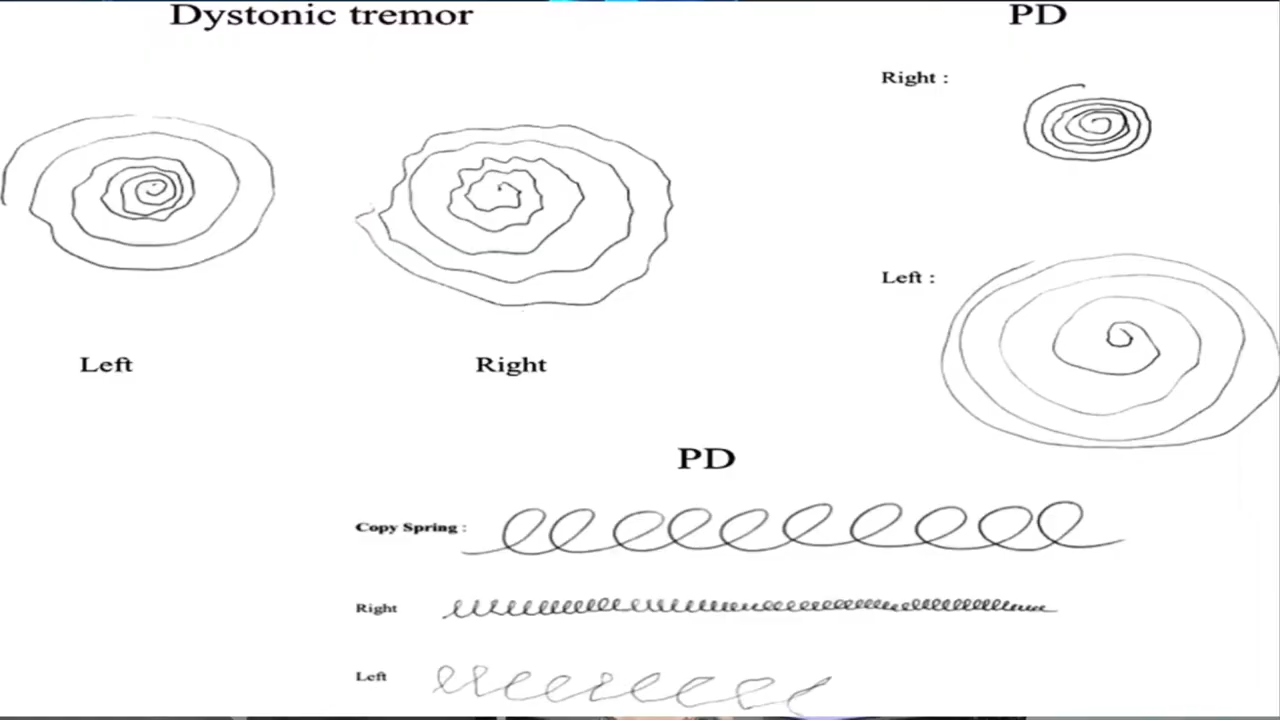 Dystonic tremor
PD
Right :
Left :
Left
Right
PD
Copy Spring :
Right
Left